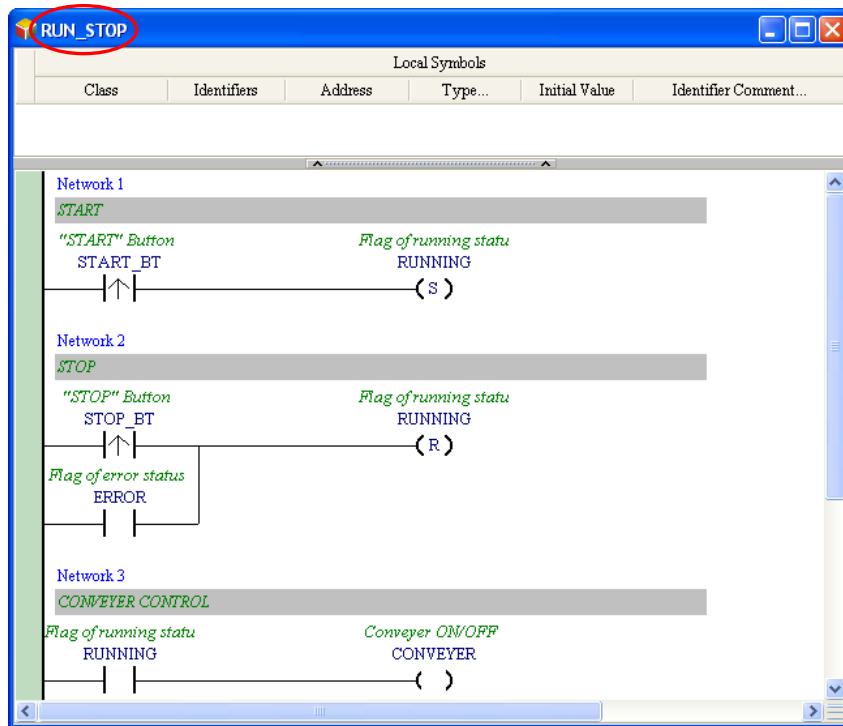 RUN_STOP
Local Symbols
Class Identifiers Address Type... Initial Value Identifier Comment...
Network 1
START
"START" Button Flag of running statu
START_BT RUNNING
S
Network 2
STOP
"STOP" Button Flag of running statu
STOP_BT RUNNING
R
Flag of error status
ERROR
Network 3
CONVEYER CONTROL
Flag of running statu Conveyer ON/OFF
RUNNING CONVEYER